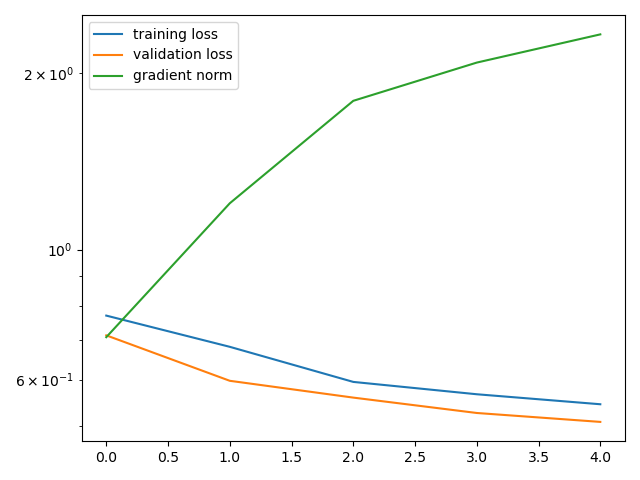 training loss
validation loss
gradient norm
2 × 10⁰
10⁰
6 × 10⁻¹
0.0 0.5 1.0 1.5 2.0 2.5 3.0 3.5 4.0